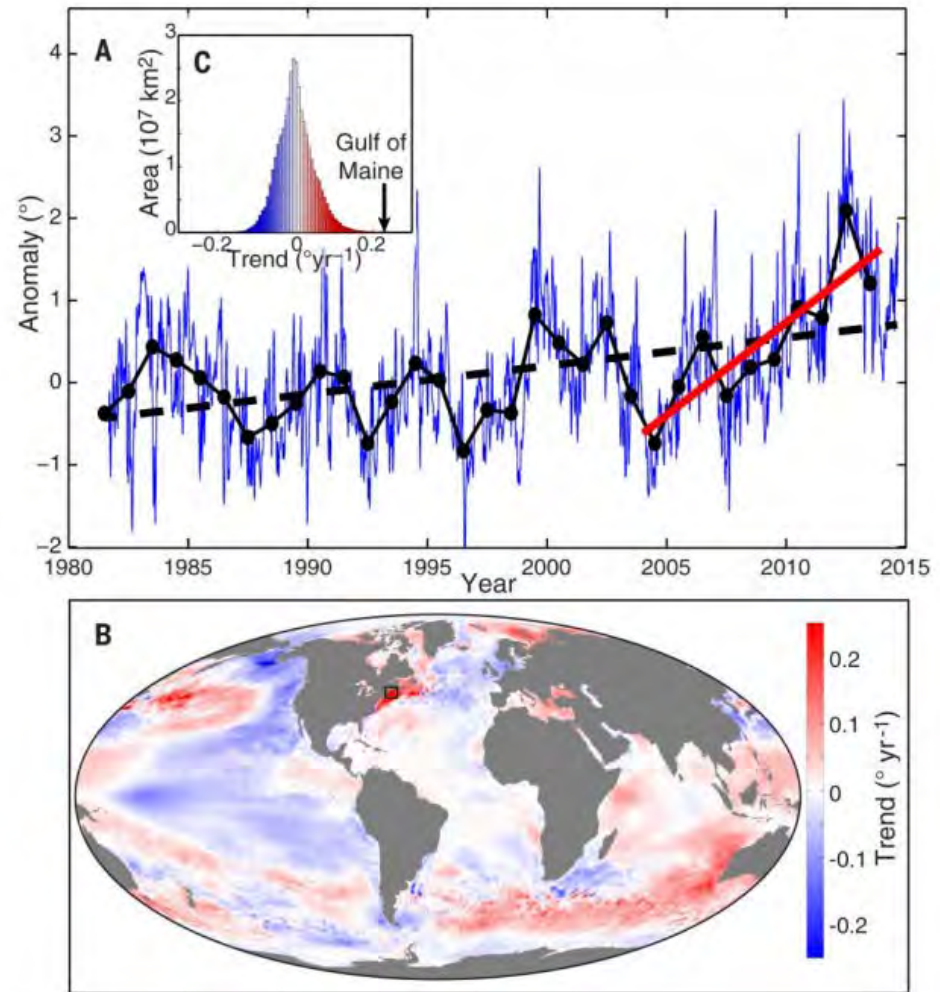 A
C
Area (10⁷ km²)
3
2
1
0
Gulf of
Maine
−0.2
0
0.2
Trend (°yr⁻¹)
Anomaly (°)
4
3
2
1
0
−1
−2
1980
1985
1990
1995
2000
2005
2010
2015
Year
B
0.2
0.1
0
-0.1
-0.2
Trend (° yr⁻¹)